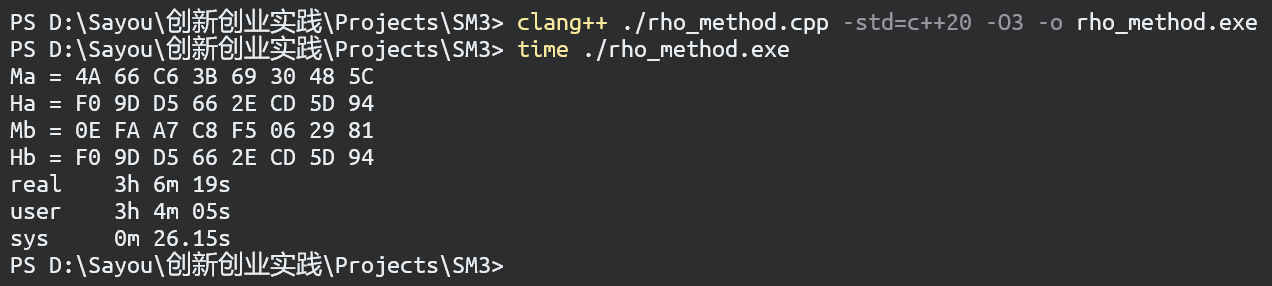 PS D:\Sayou\创新创业实践\Projects\SM3> clang++ ./rho_method.cpp -std=c++20 -O3 -o rho_method.exe
PS D:\Sayou\创新创业实践\Projects\SM3> time ./rho_method.exe
Ma = 4A 66 C6 3B 69 30 48 5C
Ha = F0 9D D5 66 2E CD 5D 94
Mb = 0E FA A7 C8 F5 06 29 81
Hb = F0 9D D5 66 2E CD 5D 94
real    3h 6m 19s
user    3h 4m 05s
sys     0m 26.15s
PS D:\Sayou\创新创业实践\Projects\SM3>